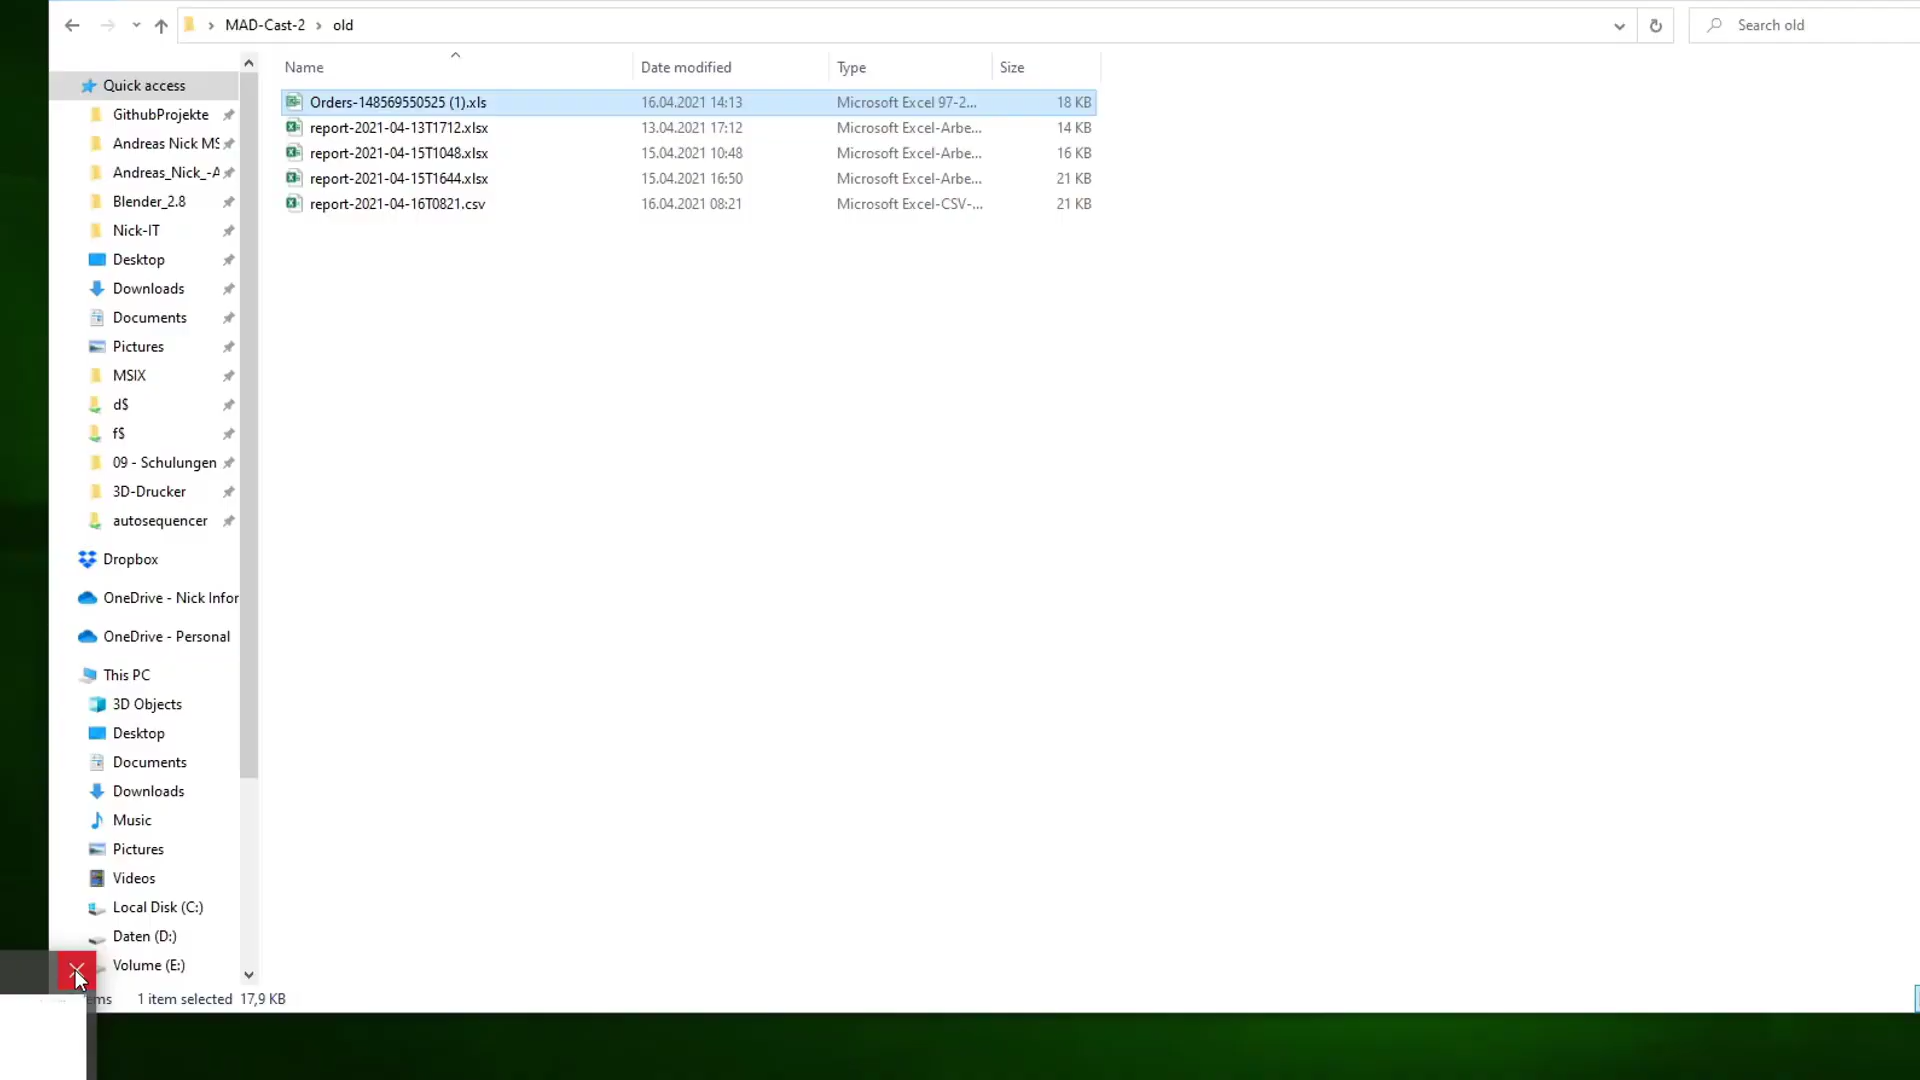 MAD-Cast-2 old
Search old
Name Date modified Type Size
Quick access
GithubProjekte
Andreas Nick MS
Andreas_Nick_-A
Blender_2.8
Nick-IT
Desktop
Downloads
Documents
Pictures
MSIX
d$
f$
09 - Schulungen
3D-Drucker
autosequencer
Dropbox
OneDrive - Nick Infor
OneDrive - Personal
This PC
3D Objects
Desktop
Documents
Downloads
Music
Pictures
Videos
Local Disk (C:)
Daten (D:)
Volume (E:)
Orders-148569550525 (1).xls 16.04.2021 14:13 Microsoft Excel 97-2... 18 KB
report-2021-04-13T1712.xlsx 13.04.2021 17:12 Microsoft Excel-Arbe... 14 KB
report-2021-04-15T1048.xlsx 15.04.2021 10:48 Microsoft Excel-Arbe... 16 KB
report-2021-04-15T1644.xlsx 15.04.2021 16:50 Microsoft Excel-Arbe... 21 KB
report-2021-04-16T0821.csv 16.04.2021 08:21 Microsoft Excel-CSV-... 21 KB
ems 1 item selected 17,9 KB